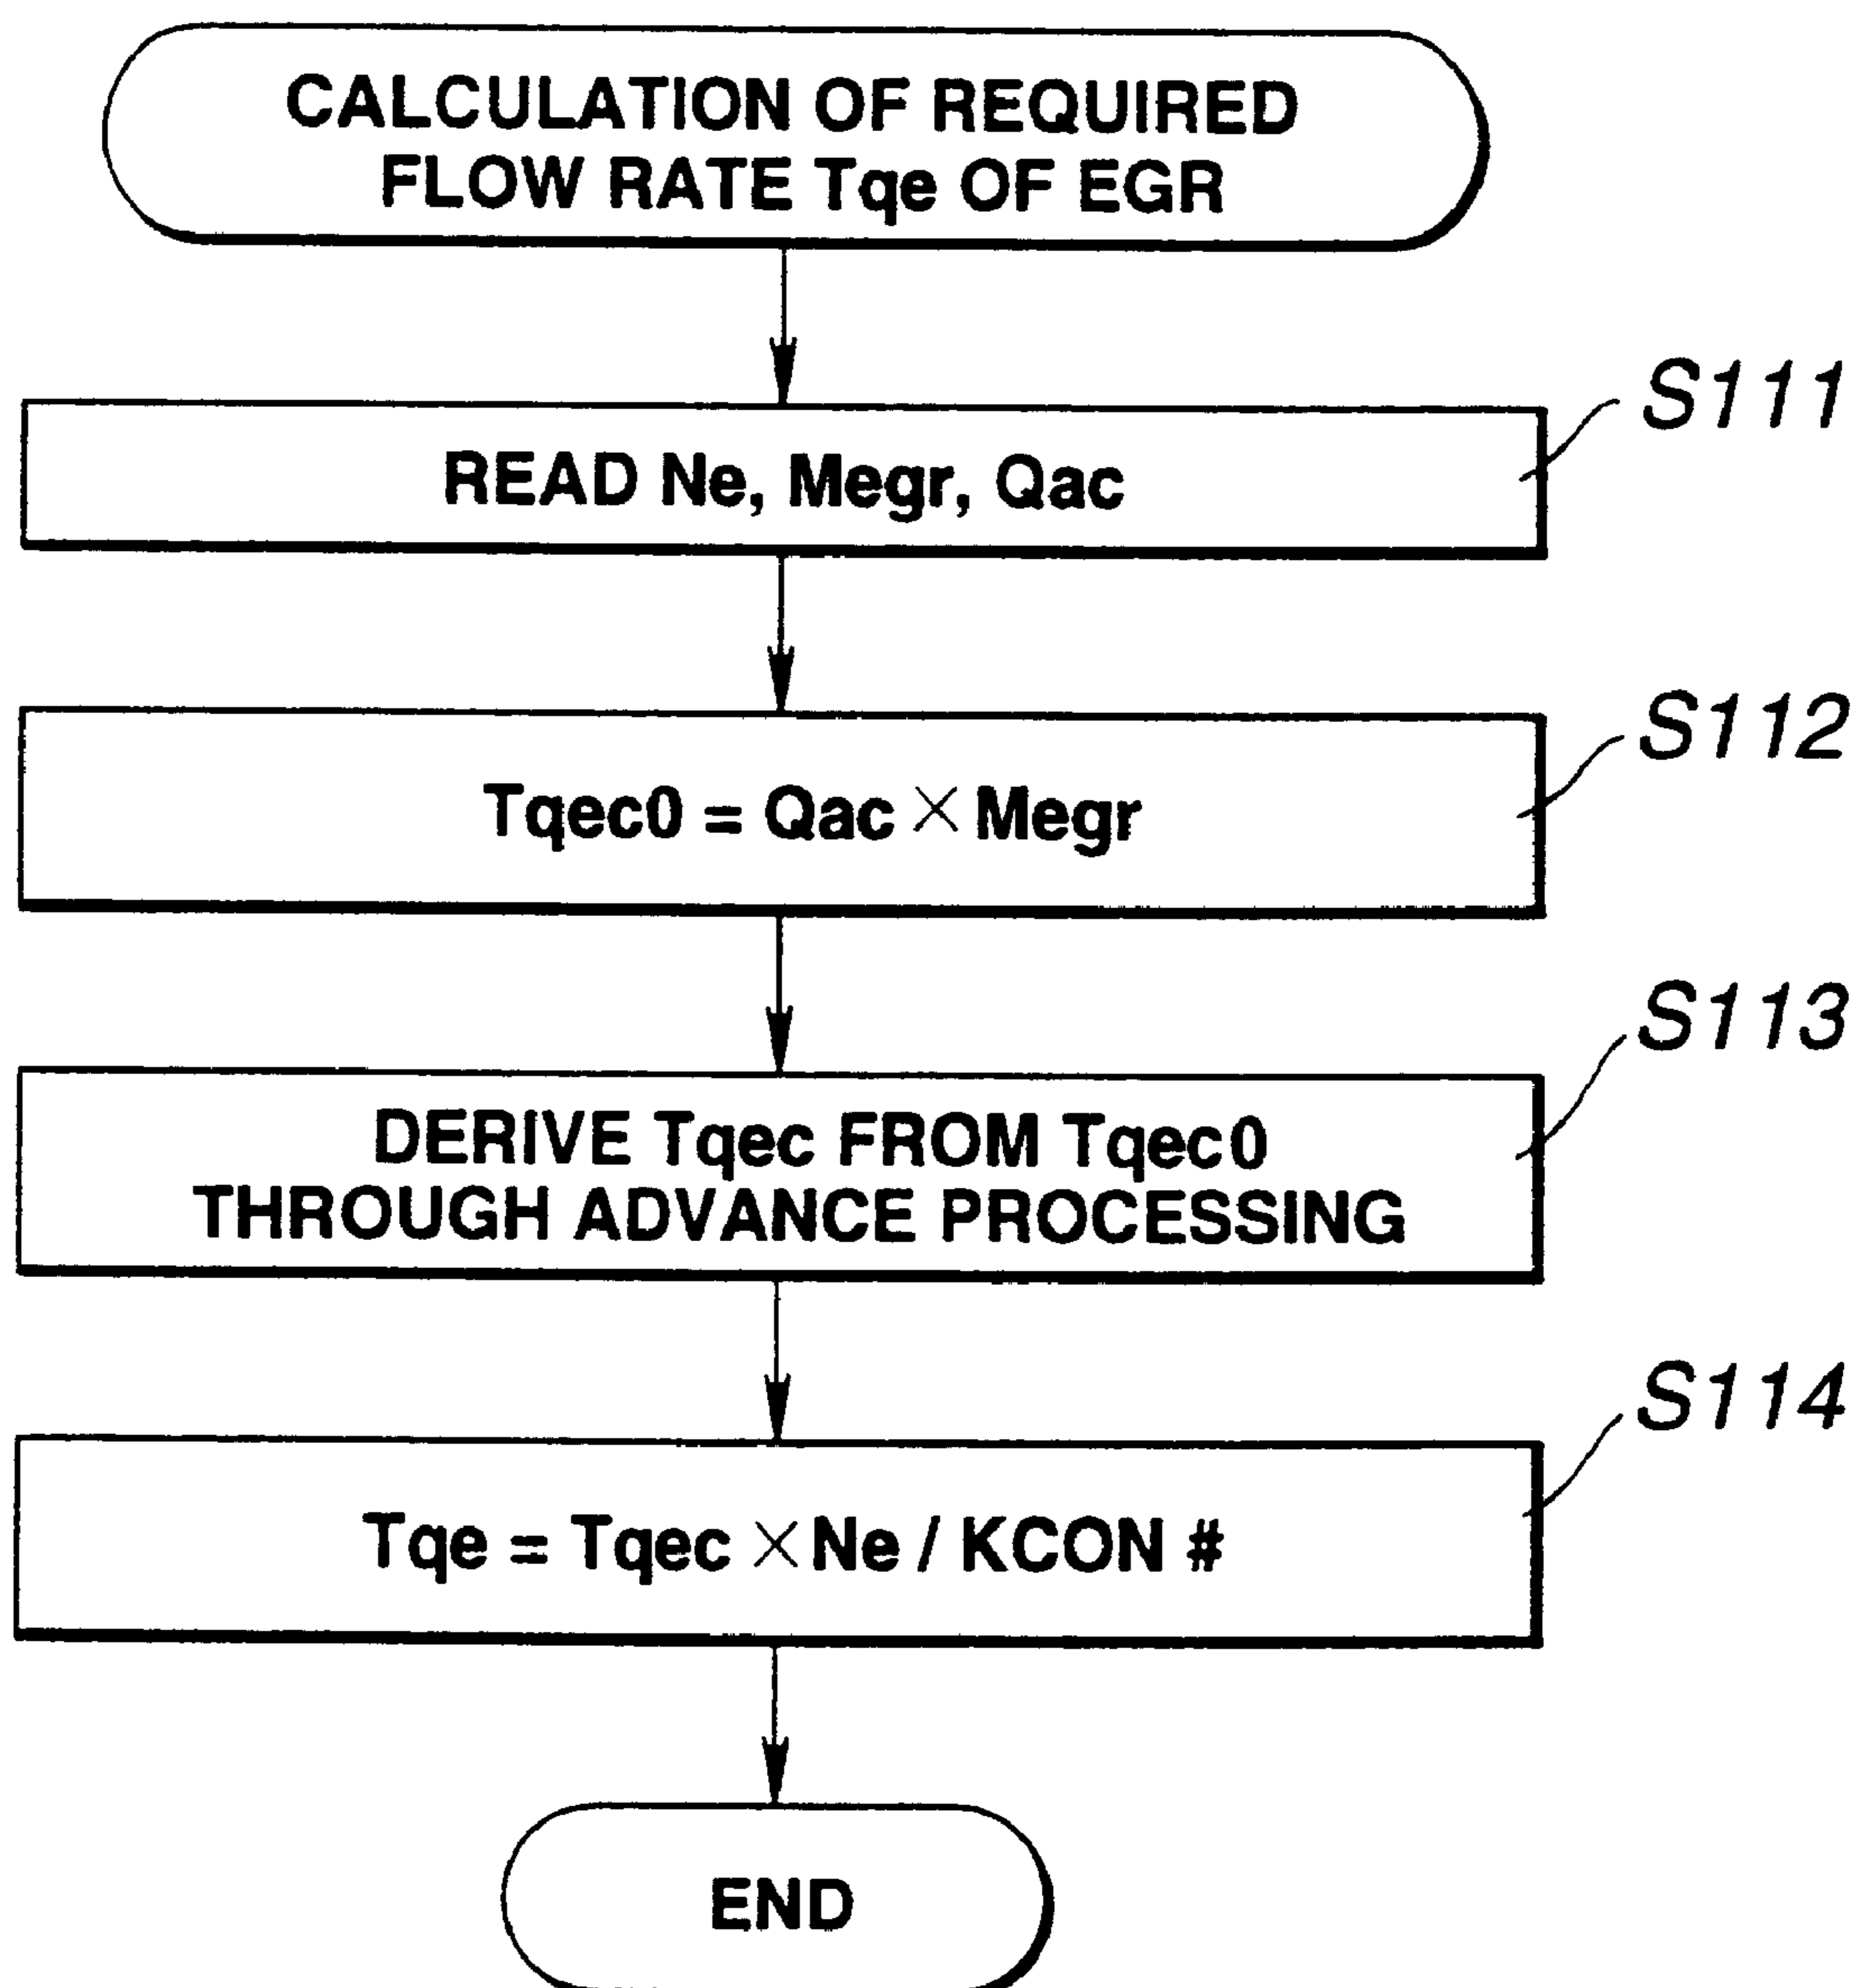 CALCULATION OF REQUIRED
FLOW RATE Tqe OF EGR
S111
READ Ne, Megr, Qac
S112
Tqec0 = Qac × Megr
S113
DERIVE Tqec FROM Tqec0
THROUGH ADVANCE PROCESSING
S114
Tqe = Tqec × Ne / KCON #
END